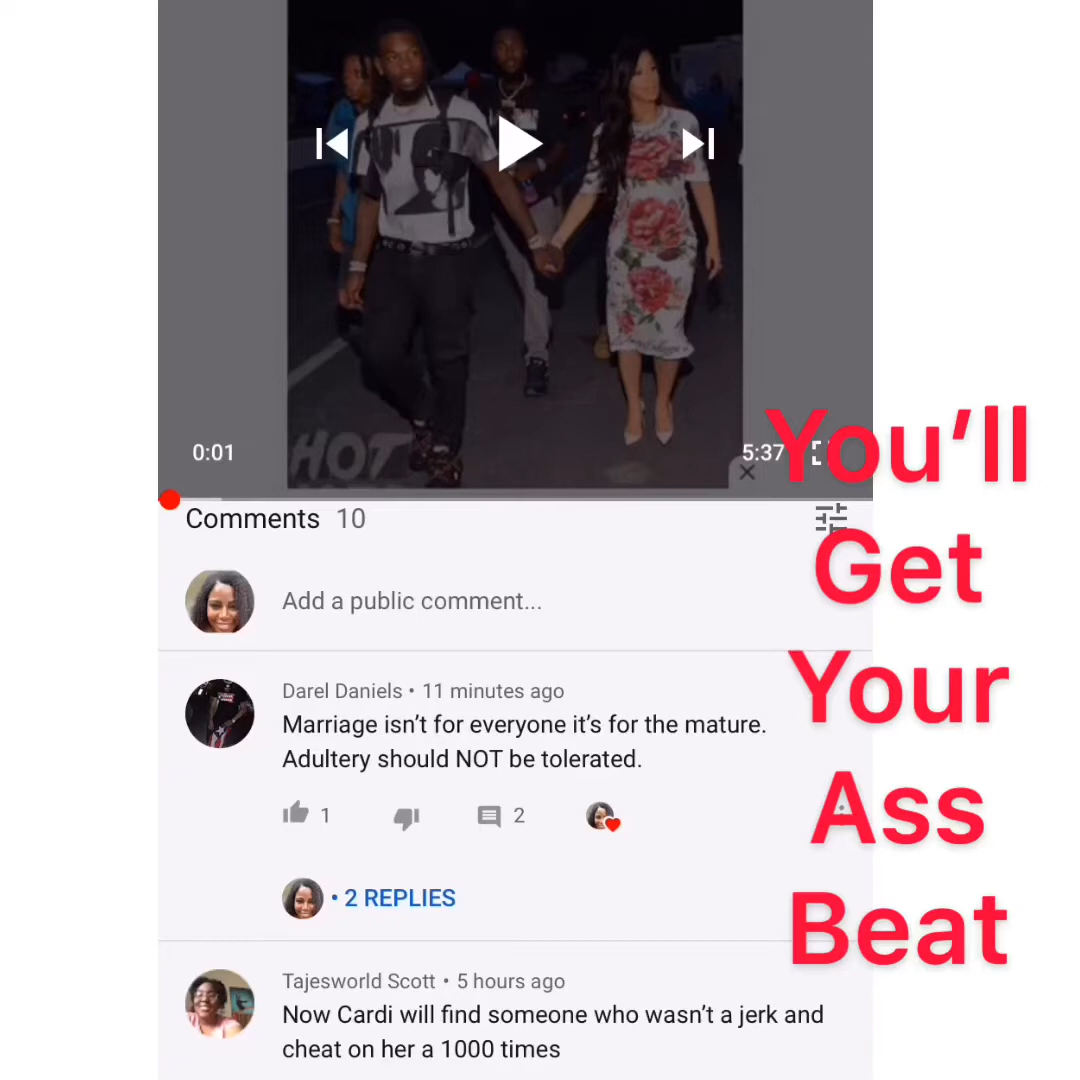 HOT
0:01
5:37
You’ll
Get
Your
Ass
Beat
Comments 10
Add a public comment...
Darel Daniels • 11 minutes ago
Marriage isn’t for everyone it’s for the mature.
Adultery should NOT be tolerated.
1
2
• 2 REPLIES
Tajesworld Scott • 5 hours ago
Now Cardi will find someone who wasn’t a jerk and
cheat on her a 1000 times